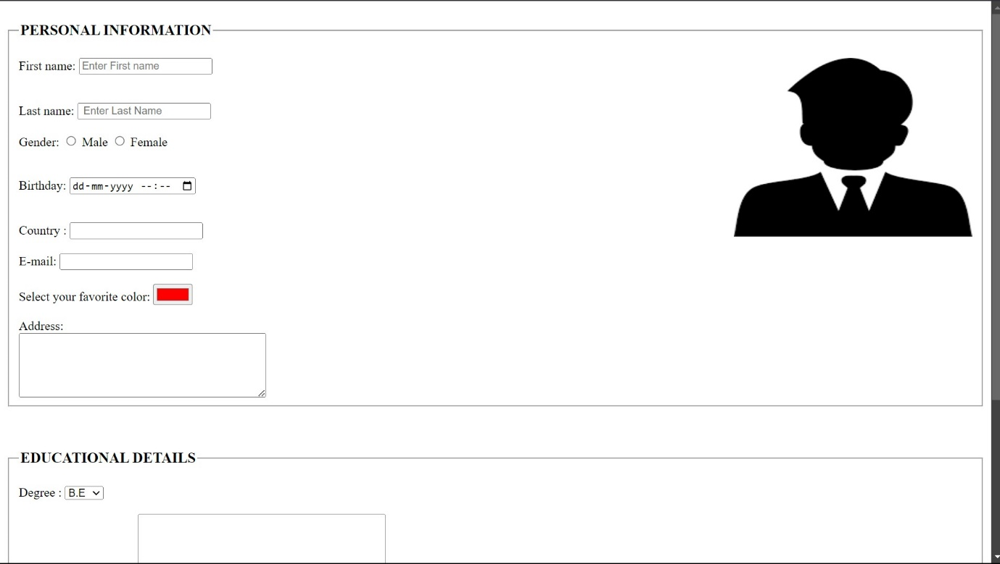 PERSONAL INFORMATION
First name: Enter First name
Last name: Enter Last Name
Gender: Male Female
Birthday: dd-mm-yyyy --:--
Country :
E-mail:
Select your favorite color:
Address:
EDUCATIONAL DETAILS
Degree : B.E